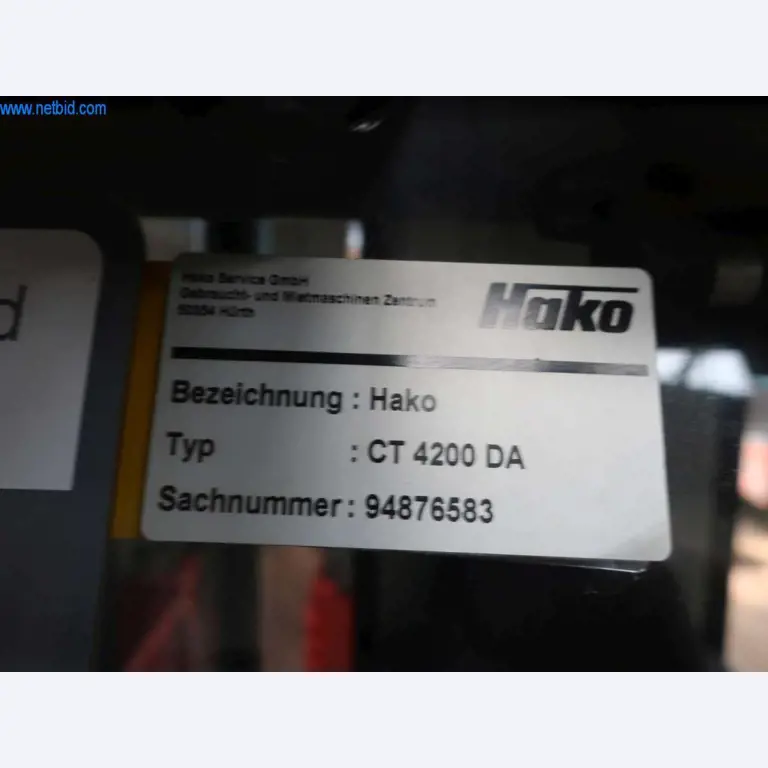 www.netbid.com
d
Hako Service GmbH
Gebraucht- und Mietmaschinen Zentrum
50354 Hürth
Hako
Bezeichnung : Hako
Typ : CT 4200 DA
Sachnummer : 94876583